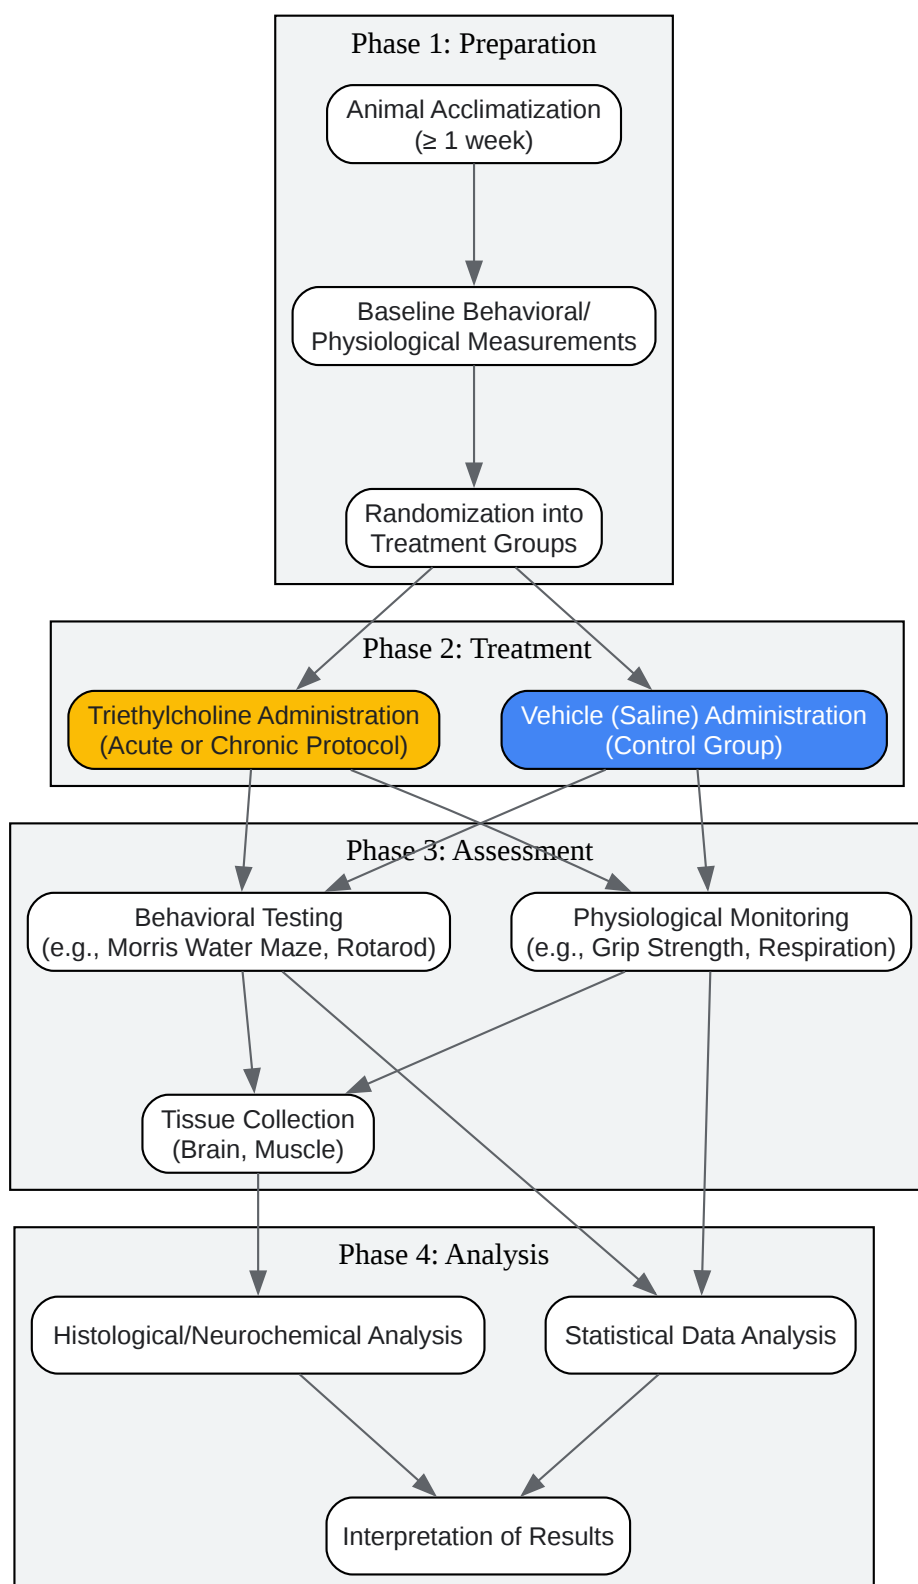 Phase 1: Preparation
Animal Acclimatization
(≥ 1 week)
Baseline Behavioral/
Physiological Measurements
Randomization into
Treatment Groups
Phase 2: Treatment
Triethylcholine Administration
(Acute or Chronic Protocol)
Vehicle (Saline) Administration
(Control Group)
Phase 3: Assessment
Behavioral Testing
(e.g., Morris Water Maze, Rotarod)
Physiological Monitoring
(e.g., Grip Strength, Respiration)
Tissue Collection
(Brain, Muscle)
Phase 4: Analysis
Histological/Neurochemical Analysis
Statistical Data Analysis
Interpretation of Results